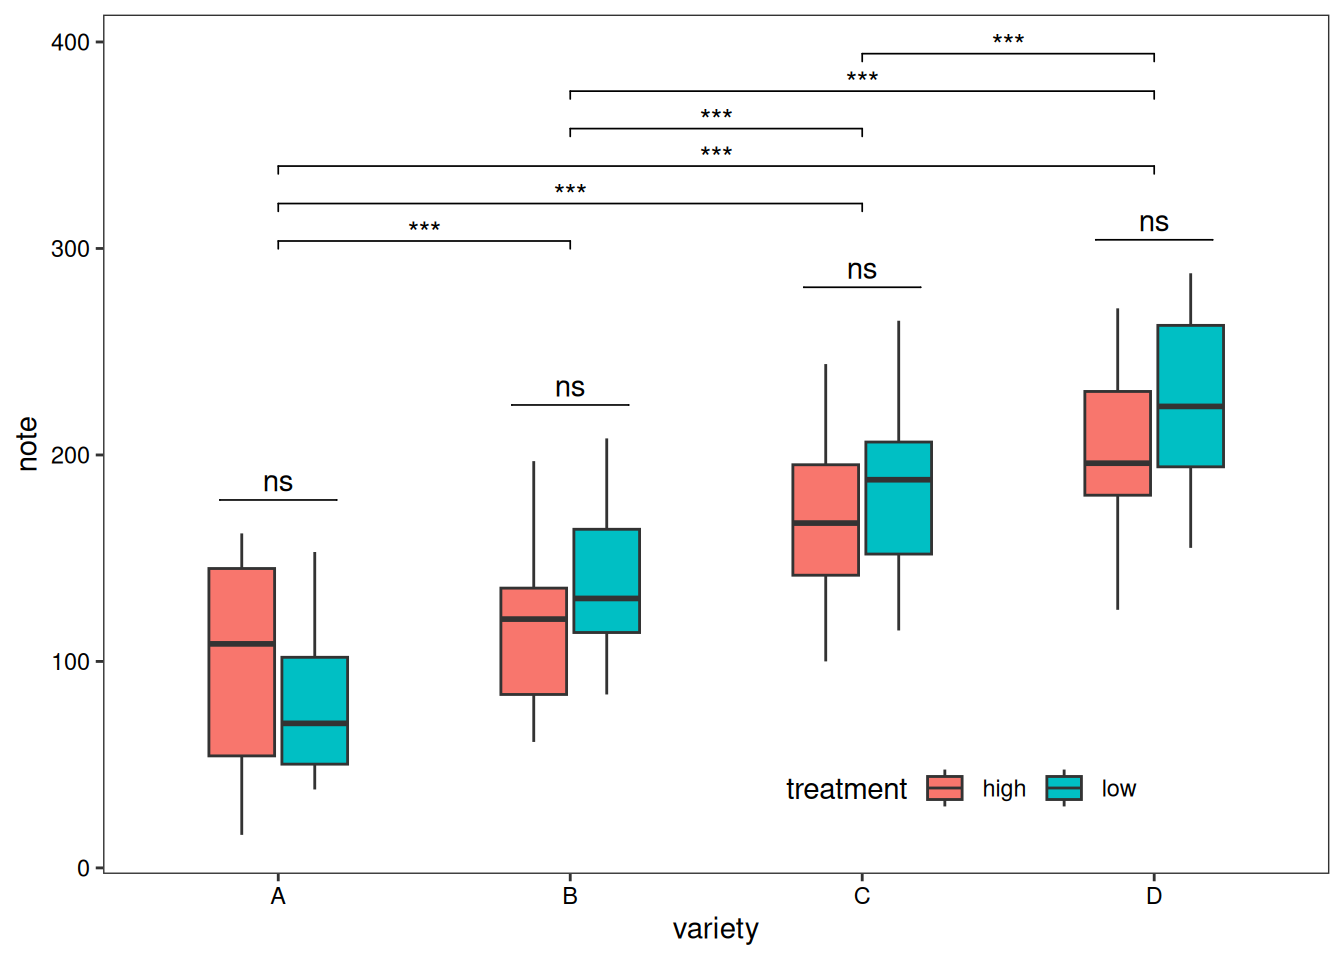 400
***
***
***
***
***
***
ns
300
ns
ns
200
ns
100
treatment high low
0
A B C D
variety
note